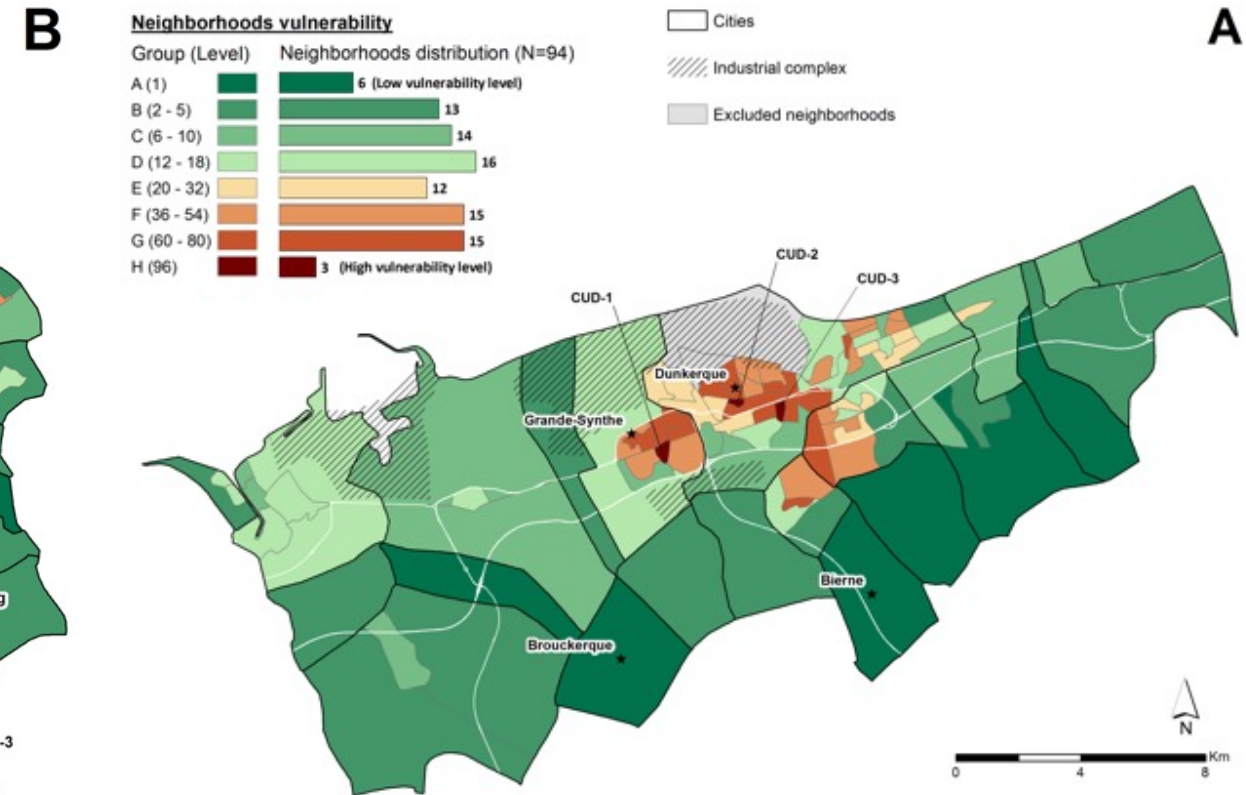 B
Neighborhoods vulnerability
Group (Level) Neighborhoods distribution (N=94)
A (1) 6 (Low vulnerability level)
B (2 - 5) 13
C (6 - 10) 14
D (12 - 18) 16
E (20 - 32) 12
F (36 - 54) 15
G (60 - 80) 15
H (96) 3 (High vulnerability level)
Cities
Industrial complex
Excluded neighborhoods
A
CUD-2
CUD-3
CUD-1
Dunkerque
Grande-Synthe
Bierne
g
Brouckerque
-3
N
Km
0 4 8